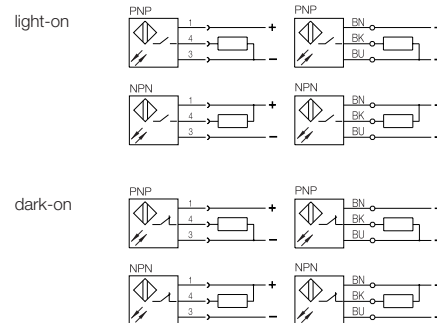 light-on
PNP PNP
1 + BN
4 BK
3 − BU
NPN NPN
1 + BN
4 BK
3 − BU
dark-on
PNP PNP
1 + BN
4 BK
3 − BU
NPN NPN
1 + BN
4 BK
3 − BU